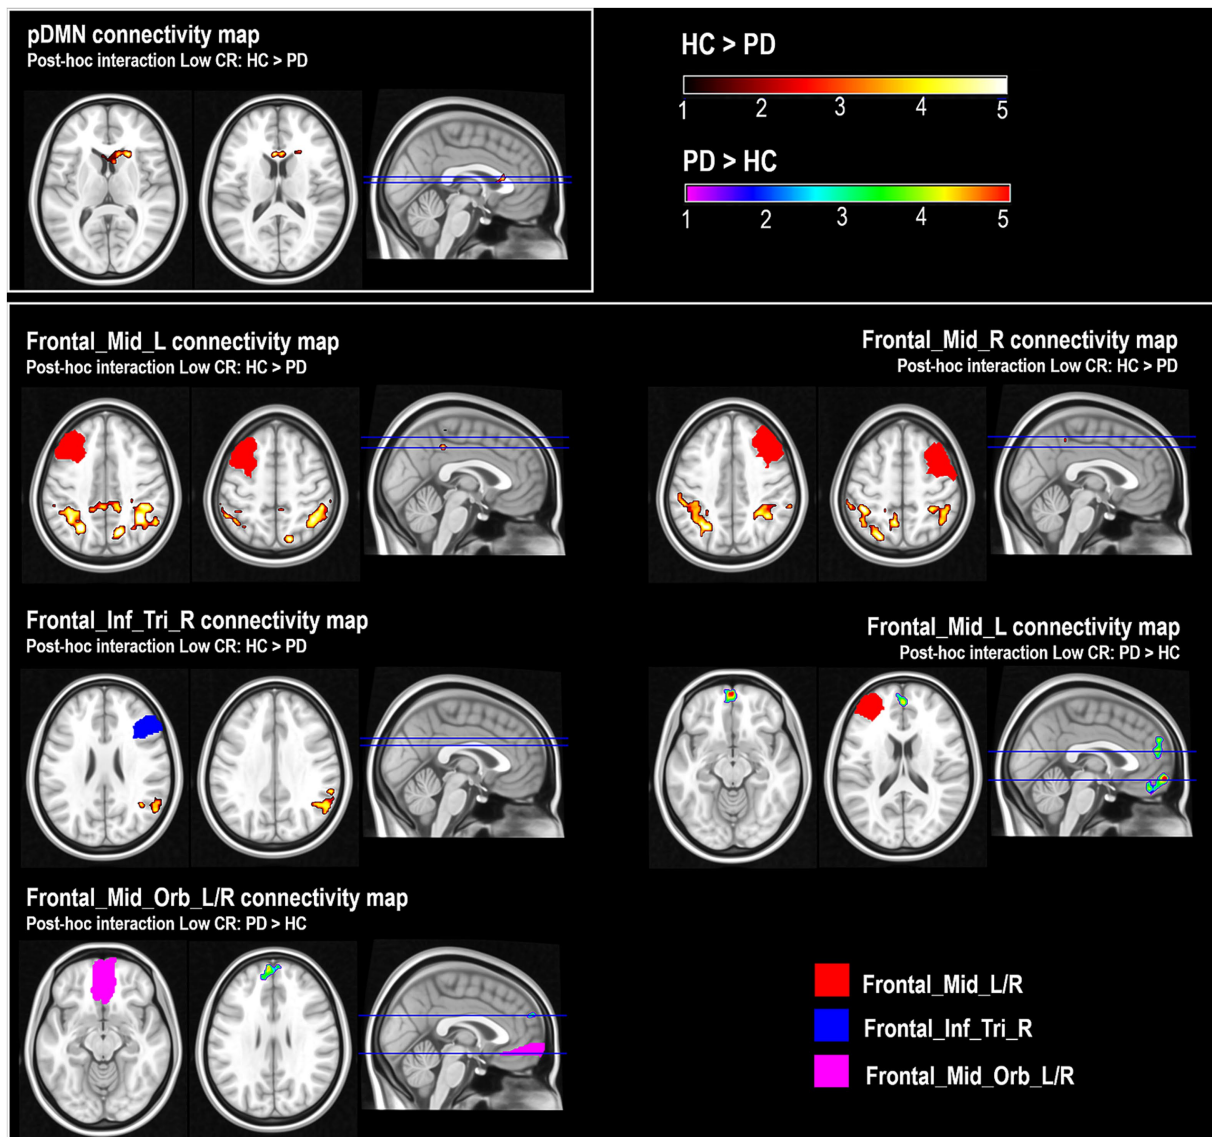 pDMN connectivity map
Post-hoc interaction Low CR: HC > PD
HC > PD
1 2 3 4 5
PD > HC
1 2 3 4 5
Frontal_Mid_L connectivity map
Post-hoc interaction Low CR: HC > PD
Frontal_Mid_R connectivity map
Post-hoc interaction Low CR: HC > PD
Frontal_Inf_Tri_R connectivity map
Post-hoc interaction Low CR: HC > PD
Frontal_Mid_L connectivity map
Post-hoc interaction Low CR: PD > HC
Frontal_Mid_Orb_L/R connectivity map
Post-hoc interaction Low CR: PD > HC
Frontal_Mid_L/R
Frontal_Inf_Tri_R
Frontal_Mid_Orb_L/R